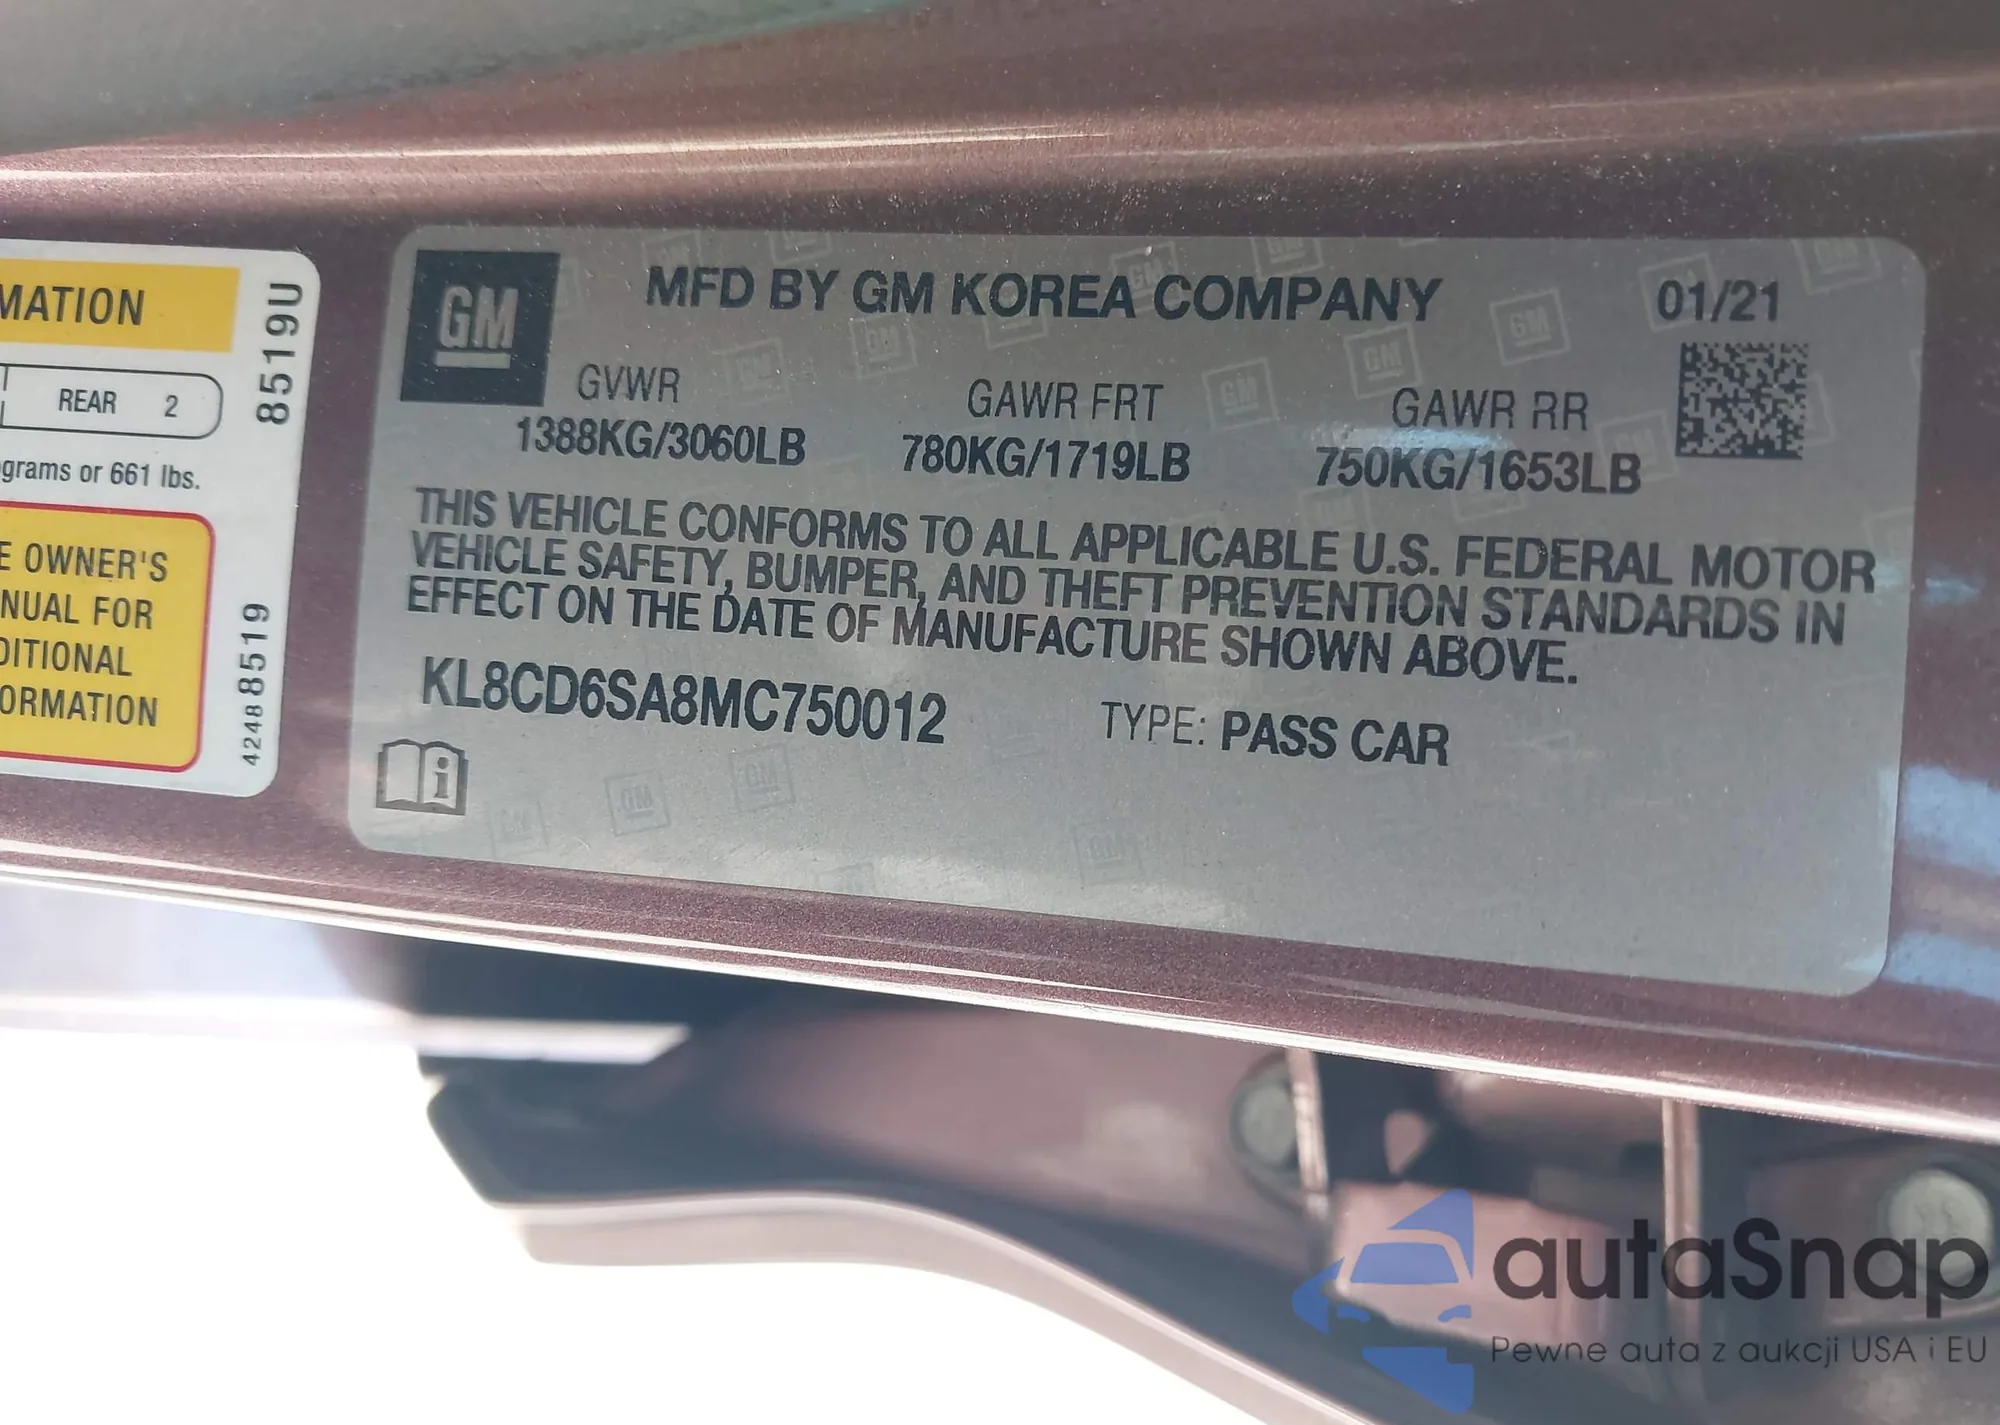 MATION
8519U
REAR 2
grams or 661 lbs.
E OWNER'S
NUAL FOR
DITIONAL
ORMATION
42488519
GM
MFD BY GM KOREA COMPANY 01/21
GVWR GAWR FRT GAWR RR
1388KG/3060LB 780KG/1719LB 750KG/1653LB
THIS VEHICLE CONFORMS TO ALL APPLICABLE U.S. FEDERAL MOTOR
VEHICLE SAFETY, BUMPER, AND THEFT PREVENTION STANDARDS IN
EFFECT ON THE DATE OF MANUFACTURE SHOWN ABOVE.
KL8CD6SA8MC750012 TYPE: PASS CAR
autaSnap
Pewne auta z aukcji USA i EU